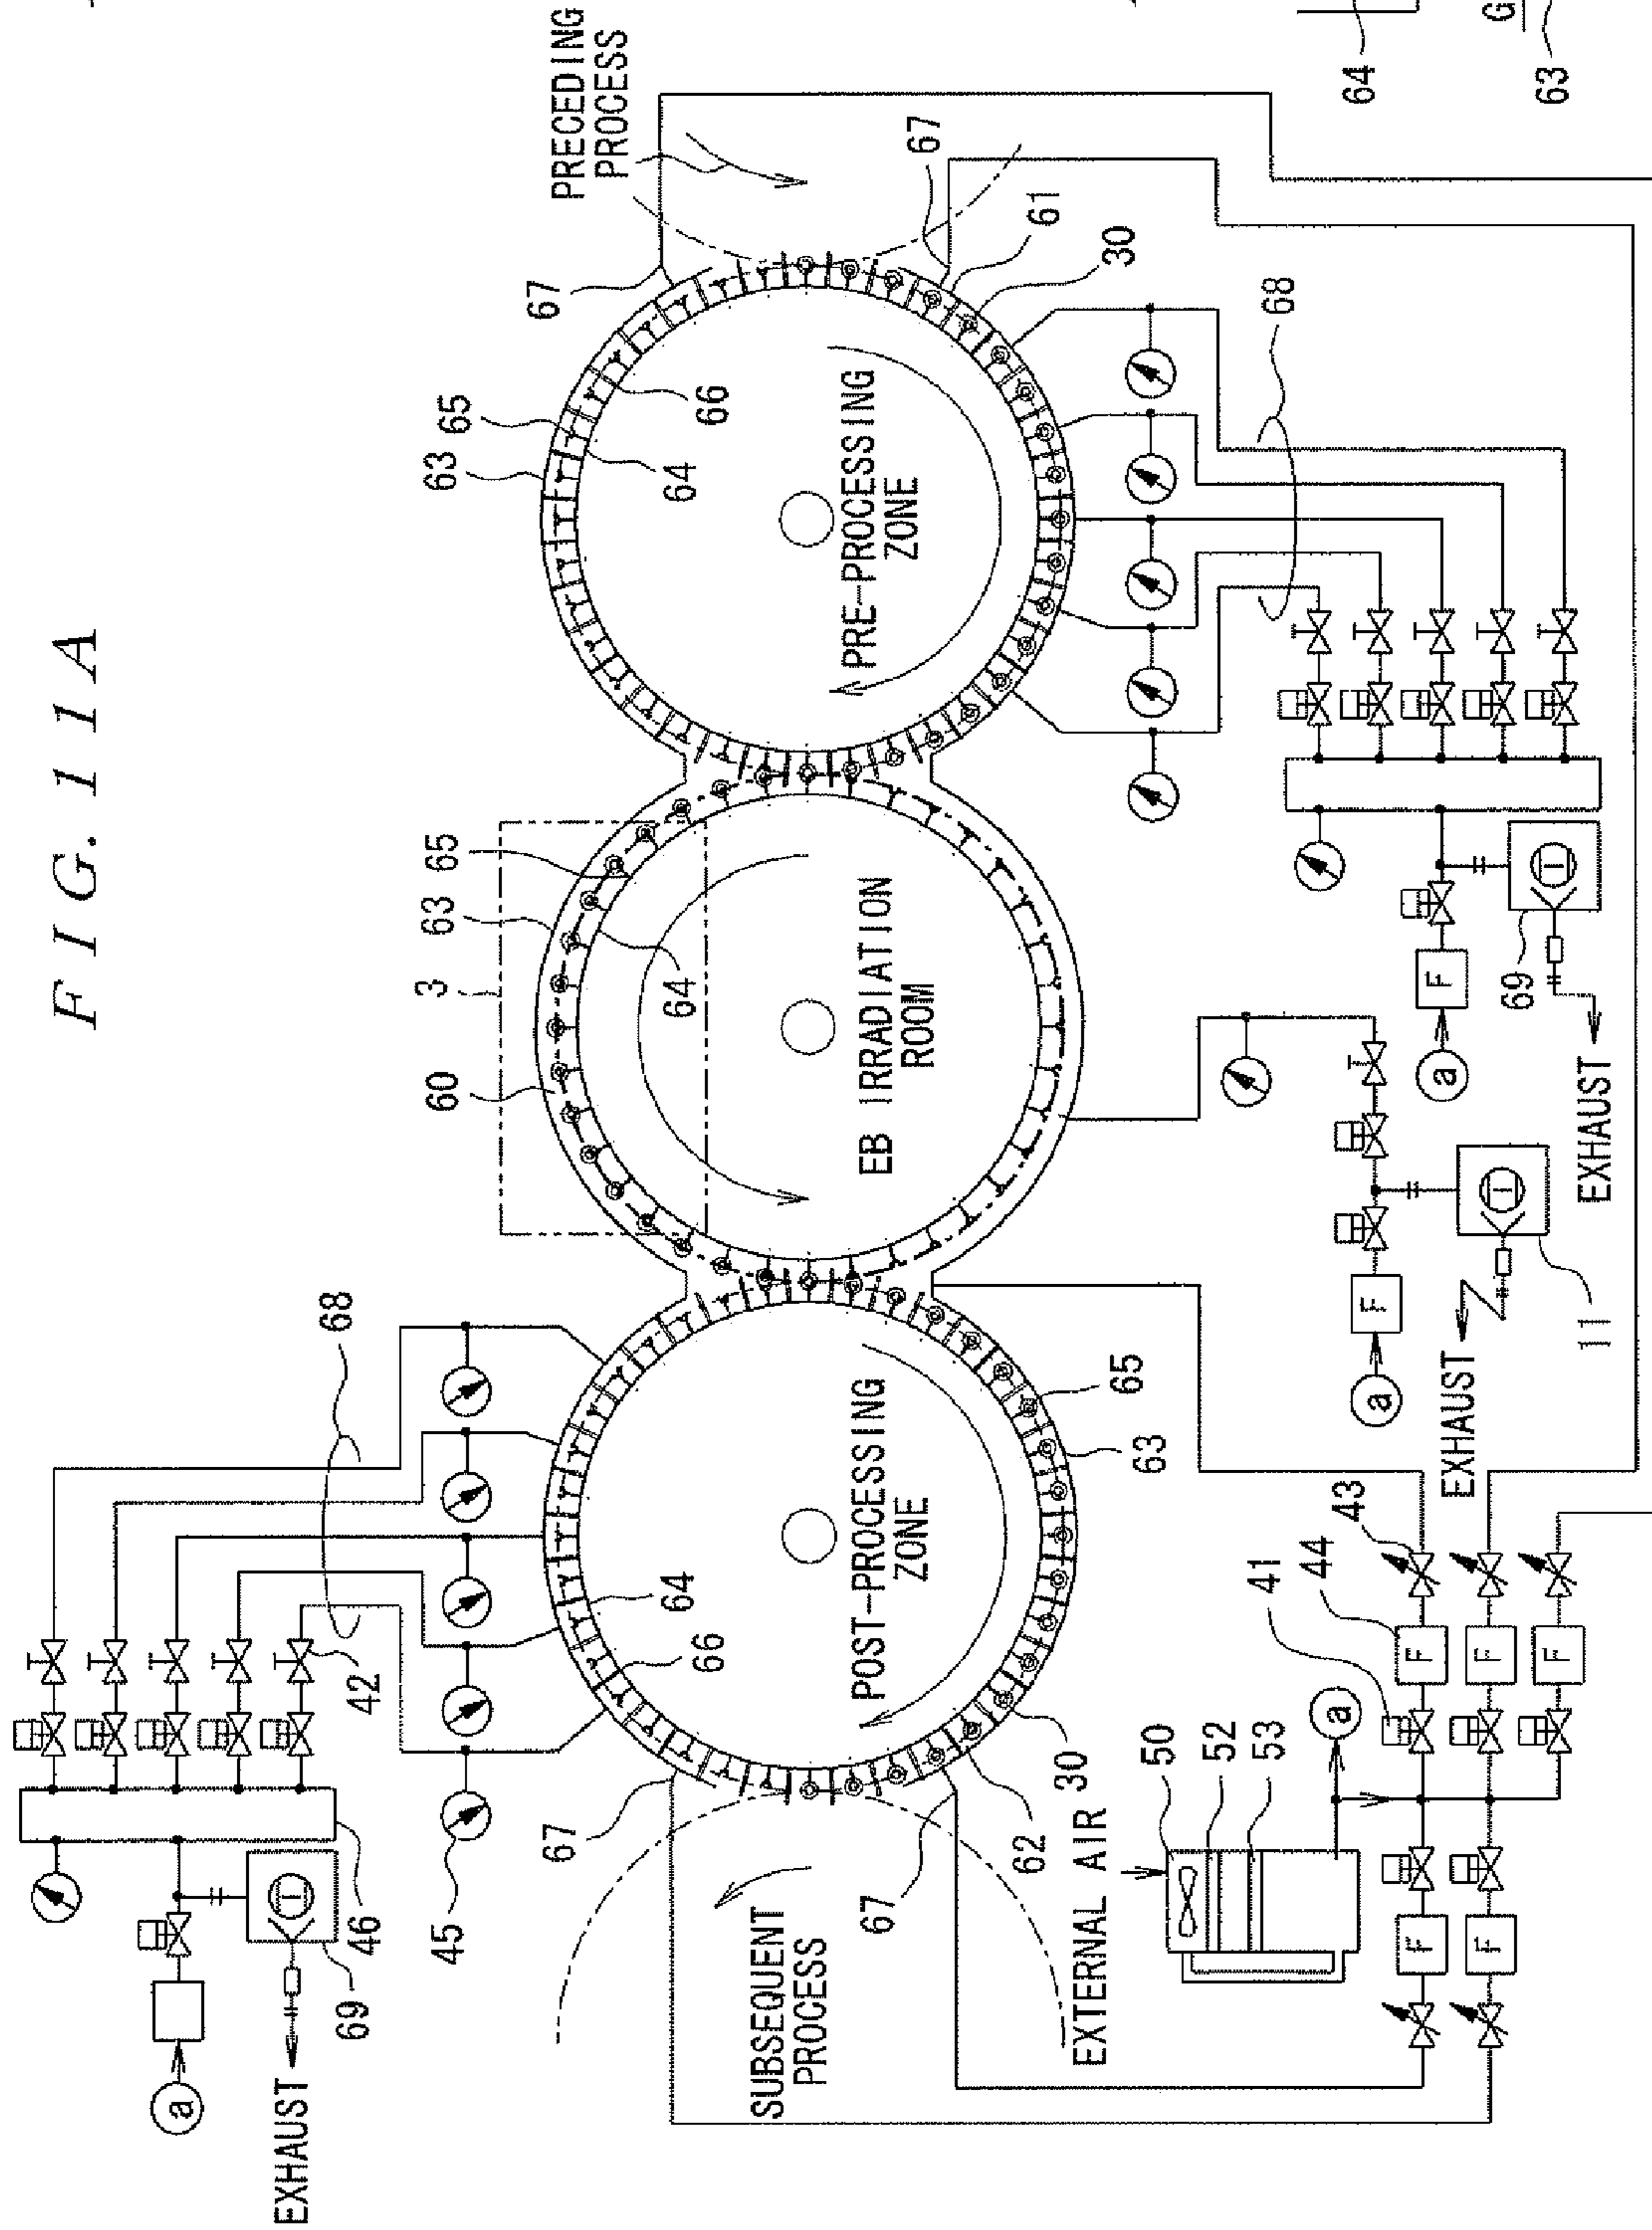 FIG. 11A
EXHAUST
a
69
46
45
42
68
67
SUBSEQUENT
PROCESS
67
66
64
POST-PROCESSING
ZONE
62
30
63
65
60
3
63
65
64
EB IRRADIATION
ROOM
63
65
64
66
67
PRECEDING
PROCESS
67
61
30
PRE-PROCESSING
ZONE
68
EXTERNAL AIR
50
52
53
a
41
44
43
F
F
F
F
F
EXHAUST
a
F
11
EXHAUST
a
F
69
64
G
63